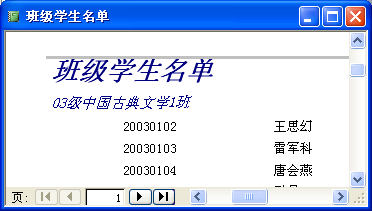 班级学生名单
班级学生名单
03级中国古典文学1班
20030102 王思幻
20030103 雷军科
20030104 唐会燕
页: 1